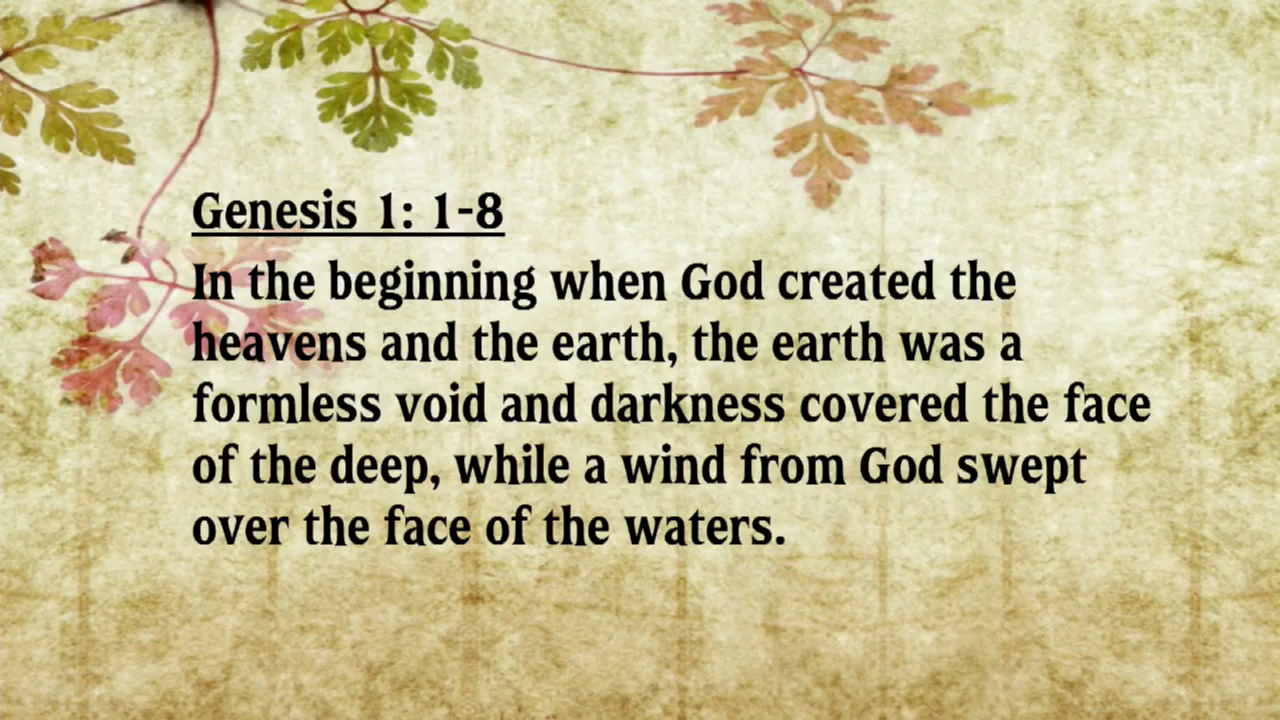 Genesis 1: 1-8
In the beginning when God created the
heavens and the earth, the earth was a
formless void and darkness covered the face
of the deep, while a wind from God swept
over the face of the waters.